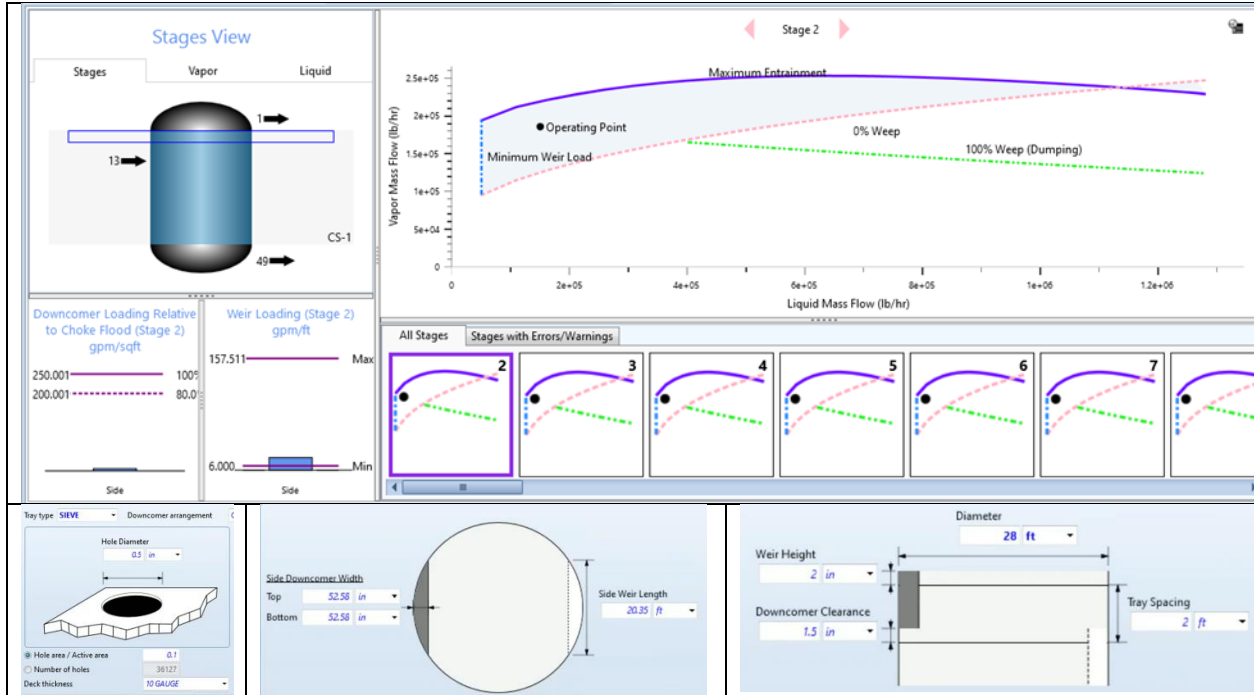 Stages View
Stages
Vapor
Liquid
1
13
CS-1
49
Downcomer Loading Relative
to Choke Flood (Stage 2)
gpm/sqft
250.001
100%
200.001
80.0
Side
Weir Loading (Stage 2)
gpm/ft
157.511
Max
6.000
Min
Side
Stage 2
Vapor Mass Flow (lb/hr)
2.5e+05
2e+05
1.5e+05
1e+05
5e+04
0
Maximum Entrainment
Operating Point
Minimum Weir Load
0% Weep
100% Weep (Dumping)
0
2e+05
4e+05
6e+05
8e+05
1e+06
1.2e+06
Liquid Mass Flow (lb/hr)
All Stages
Stages with Errors/Warnings
2
3
4
5
6
7
Tray type SIEVE Downcomer arrangement
Hole Diameter
0.5 in
Hole area / Active area 0.1
Number of holes 36127
Deck thickness 10 GAUGE
Side Downcomer Width
Top 52.58 in
Bottom 52.58 in
Side Weir Length
20.35 ft
Diameter
28 ft
Weir Height
2 in
Downcomer Clearance
1.5 in
Tray Spacing
2 ft